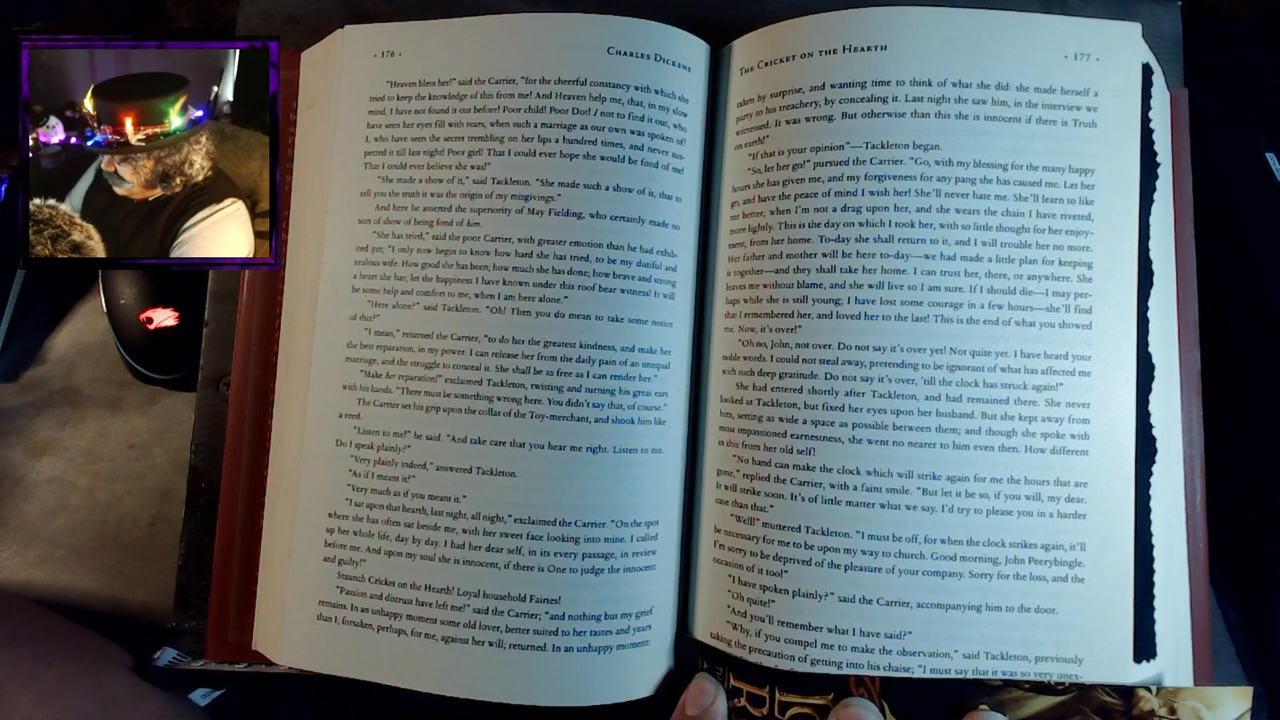 · 176 ·
CHARLES DICKENS
"Heaven bless her!" said the Carrier, "for the cheerful constancy with which she
tried to keep the knowledge of this from me! And Heaven help me, that, in my slow
mind, I have not found it out before! Poor child! Poor Dot! I not to find it out, who
have seen her eyes fill with tears, when such a marriage as our own was spoken of!
I, who have seen the secret trembling on her lips a hundred times, and never sus-
pected it till last night! Poor girl! That I could ever hope she would be fond of me!
That I could ever believe she was!"
"She made a show of it," said Tackleton. "She made such a show of it, that to
tell you the truth it was the origin of my misgivings."
And here he asserted the superiority of May Fielding, who certainly made no
sort of show of being fond of him.
"She has tried," said the poor Carrier, with greater emotion than he had exhib-
ited yet; "I only now begin to know how hard she has tried, to be my dutiful and
zealous wife. How good she has been; how much she has done; how brave and strong
a heart she has; let the happiness I have known under this roof bear witness! It will
be some help and comfort to me, when I am here alone."
"Here alone?" said Tackleton. "Oh! Then you do mean to take some notice
of this?"
"I mean," returned the Carrier, "to do her the greatest kindness, and make her
the best reparation, in my power. I can release her from the daily pain of an unequal
marriage, and the struggle to conceal it. She shall be as free as I can render her."
"Make her reparation!" exclaimed Tackleton, twisting and turning his great ears
with his hands. "There must be something wrong here. You didn't say that, of course."
The Carrier set his grip upon the collar of the Toy-merchant, and shook him like
a reed.
"Listen to me!" he said. "And take care that you hear me right. Listen to me.
Do I speak plainly?"
"Very plainly indeed," answered Tackleton.
"As if I meant it?"
"Very much as if you meant it."
"I sat upon that hearth, last night, all night," exclaimed the Carrier. "On the spot
where she has often sat beside me, with her sweet face looking into mine. I called
up her whole life, day by day. I had her dear self, in its every passage, in review
before me. And upon my soul she is innocent, if there is One to judge the innocent
and guilty!"
Staunch Cricket on the Hearth! Loyal household Fairies!
"Passion and distrust have left me!" said the Carrier; "and nothing but my grief
remains. In an unhappy moment some old lover, better suited to her tastes and years
than I; forsaken, perhaps, for me, against her will; returned. In an unhappy moment:
THE CRICKET ON THE HEARTH
· 177 ·
taken by surprise, and wanting time to think of what she did: she made herself a
party to his treachery, by concealing it. Last night she saw him, in the interview we
witnessed. It was wrong. But otherwise than this she is innocent if there is Truth
on earth!"
"If that is your opinion"—Tackleton began.
"So, let her go!" pursued the Carrier. "Go, with my blessing for the many happy
hours she has given me, and my forgiveness for any pang she has caused me. Let her
go, and have the peace of mind I wish her! She'll never hate me. She'll learn to like
me better, when I'm not a drag upon her, and she wears the chain I have riveted,
more lightly. This is the day on which I took her, with so little thought for her enjoy-
ment, from her home. To-day she shall return to it, and I will trouble her no more.
Her father and mother will be here to-day—we had made a little plan for keeping
it together—and they shall take her home. I can trust her, there, or anywhere. She
leaves me without blame, and she will live so I am sure. If I should die—I may per-
haps while she is still young; I have lost some courage in a few hours—she'll find
that I remembered her, and loved her to the last! This is the end of what you showed
me. Now, it's over!"
"Oh no, John, not over. Do not say it's over yet! Not quite yet. I have heard your
noble words. I could not steal away, pretending to be ignorant of what has affected me
with such deep gratitude. Do not say it's over, 'till the clock has struck again!"
She had entered shortly after Tackleton, and had remained there. She never
looked at Tackleton, but fixed her eyes upon her husband. But she kept away from
him, setting as wide a space as possible between them; and though she spoke with
most impassioned earnestness, she went no nearer to him even then. How different
in this from her old self!
"No hand can make the clock which will strike again for me the hours that are
gone," replied the Carrier, with a faint smile. "But let it be so, if you will, my dear.
It will strike soon. It's of little matter what we say. I'd try to please you in a harder
case than that."
"Well!" muttered Tackleton. "I must be off, for when the clock strikes again, it'll
be necessary for me to be upon my way to church. Good morning, John Peerybingle.
I'm sorry to be deprived of the pleasure of your company. Sorry for the loss, and the
occasion of it too!"
"I have spoken plainly?" said the Carrier, accompanying him to the door.
"Oh quite!"
"And you'll remember what I have said?"
"Why, if you compel me to make the observation," said Tackleton, previously
taking the precaution of getting into his chaise; "I must say that it was so very unex-